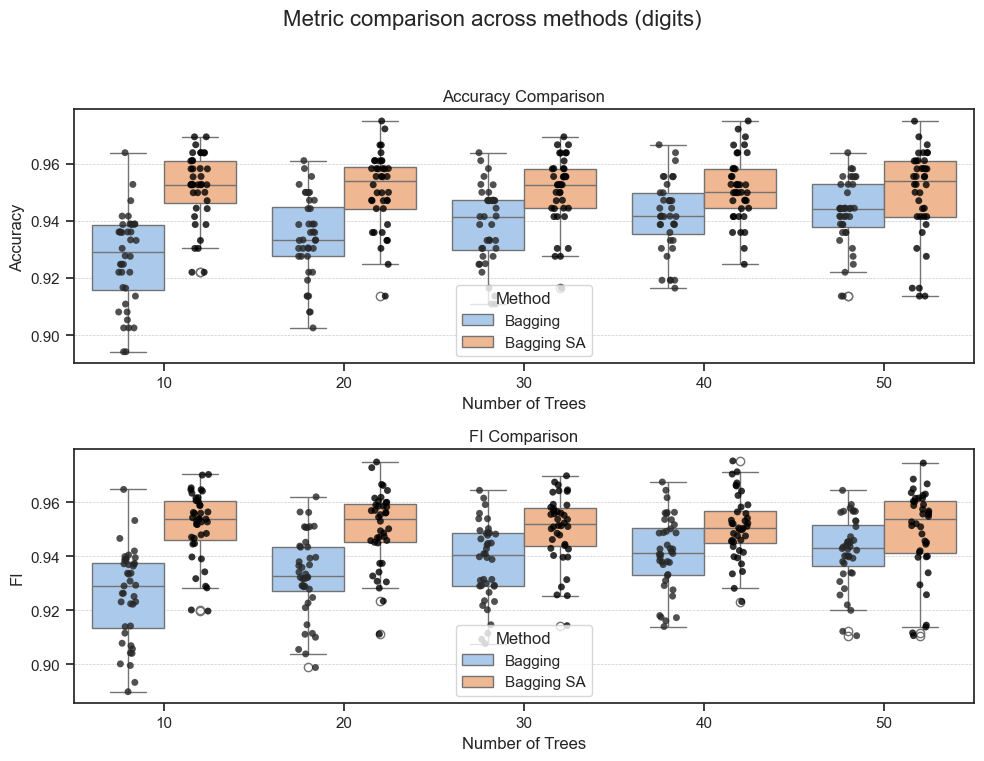 Metric comparison across methods (digits)
Accuracy Comparison
Accuracy
0.96
0.94
0.92
0.90
Method
Bagging
Bagging SA
10
20
30
40
50
Number of Trees
FI Comparison
FI
0.96
0.94
0.92
0.90
Method
Bagging
Bagging SA
10
20
30
40
50
Number of Trees